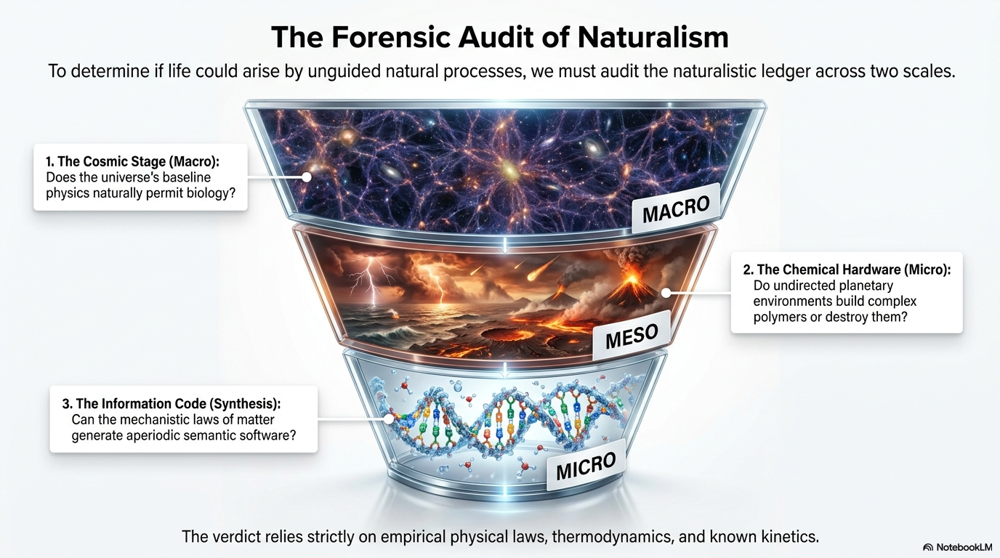 The Forensic Audit of Naturalism
To determine if life could arise by unguided natural processes, we must audit the naturalistic ledger across two scales.
1. The Cosmic Stage (Macro):
Does the universe's baseline
physics naturally permit biology?
MACRO
2. The Chemical Hardware (Micro):
Do undirected planetary
environments build complex
polymers or destroy them?
MESO
3. The Information Code (Synthesis):
Can the mechanistic laws of matter
generate aperiodic semantic software?
MICRO
The verdict relies strictly on empirical physical laws, thermodynamics, and known kinetics.
NotebookLM